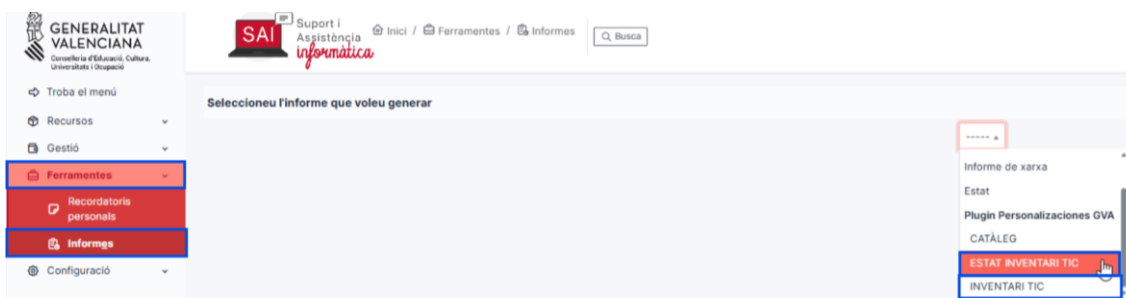 GENERALITAT
VALENCIANA
Conselleria d'Educació, Cultura,
Universitats i Ocupació
SAI
Suport i
Assistència
informàtica
Inici / Ferramentes / Informes
Busca
Troba el menú
Recursos
Gestió
Ferramentes
Recordatoris
personals
Informes
Configuració
Seleccioneu l'informe que voleu generar
-----
Informe de xarxa
Estat
Plugin Personalizaciones GVA
CATÀLEG
ESTAT INVENTARI TIC
INVENTARI TIC